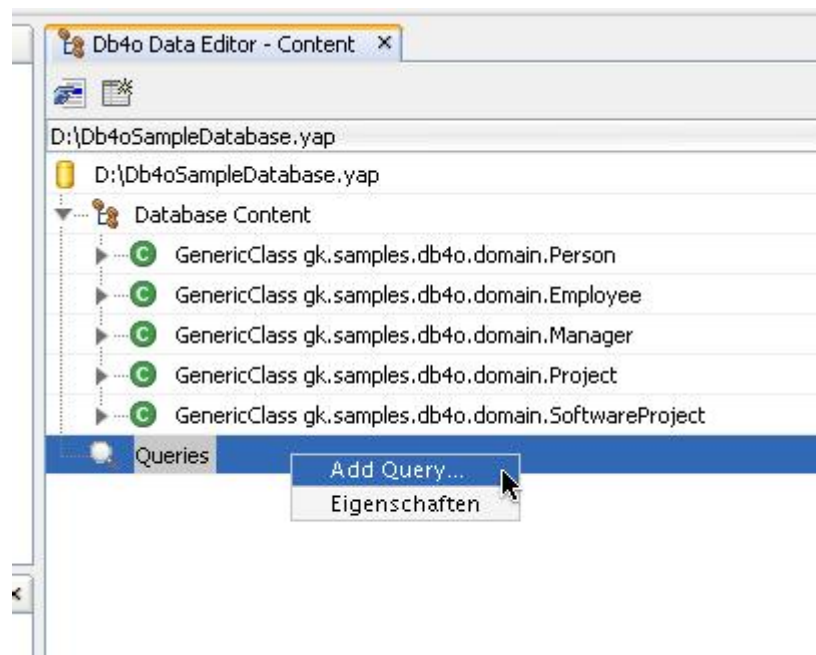 Db4o Data Editor - Content
D:\Db4oSampleDatabase.yap
D:\Db4oSampleDatabase.yap
Database Content
C GenericClass gk.samples.db4o.domain.Person
C GenericClass gk.samples.db4o.domain.Employee
C GenericClass gk.samples.db4o.domain.Manager
C GenericClass gk.samples.db4o.domain.Project
C GenericClass gk.samples.db4o.domain.SoftwareProject
Queries
Add Query...
Eigenschaften